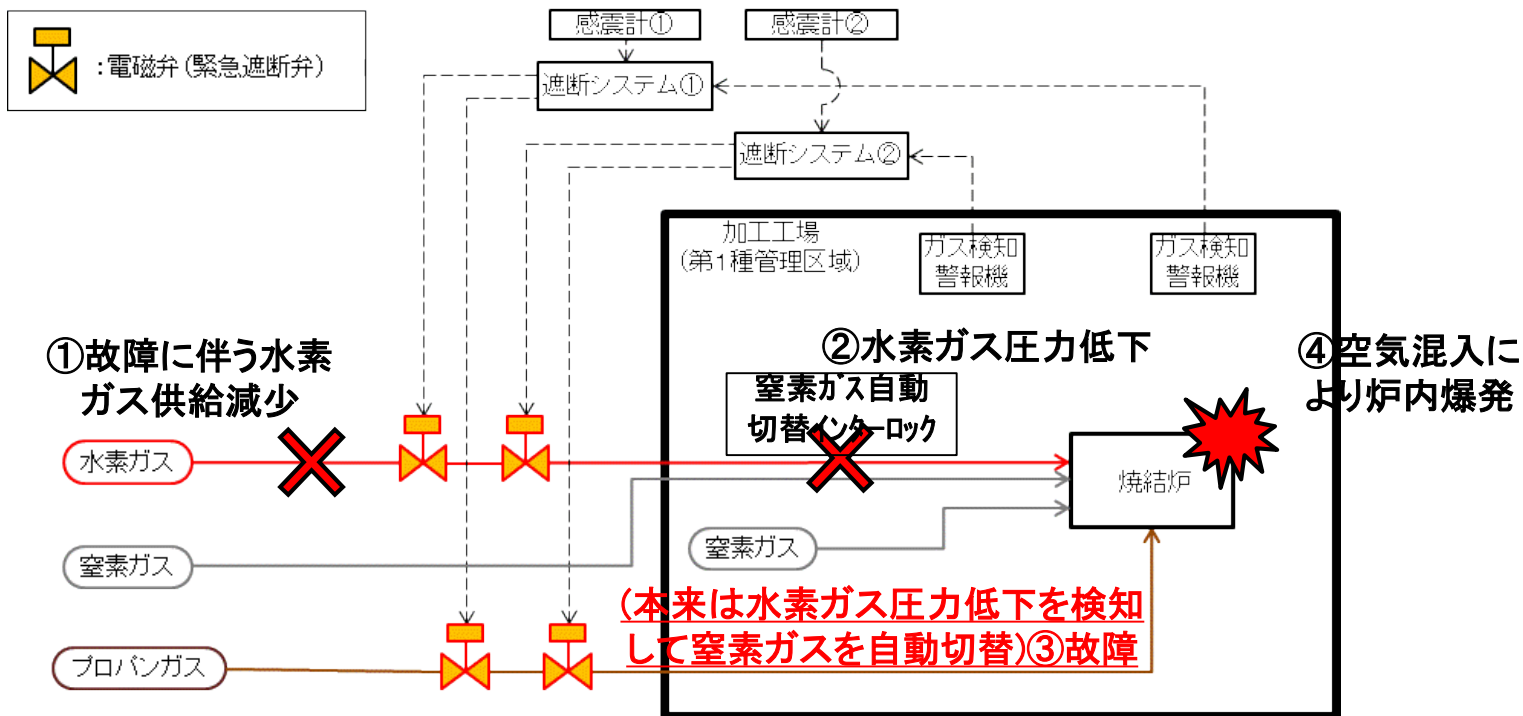 感震計①
感震計②
:電磁弁(緊急遮断弁)
遮断システム①
遮断システム②
加工工場
(第1種管理区域)
ガス検知
警報機
ガス検知
警報機
①故障に伴う水素
ガス供給減少
②水素ガス圧力低下
④空気混入に
より炉内爆発
窒素ガス自動
切替インターロック
水素ガス
焼結炉
窒素ガス
窒素ガス
(本来は水素ガス圧力低下を検知
して窒素ガスを自動切替)③故障
プロパンガス